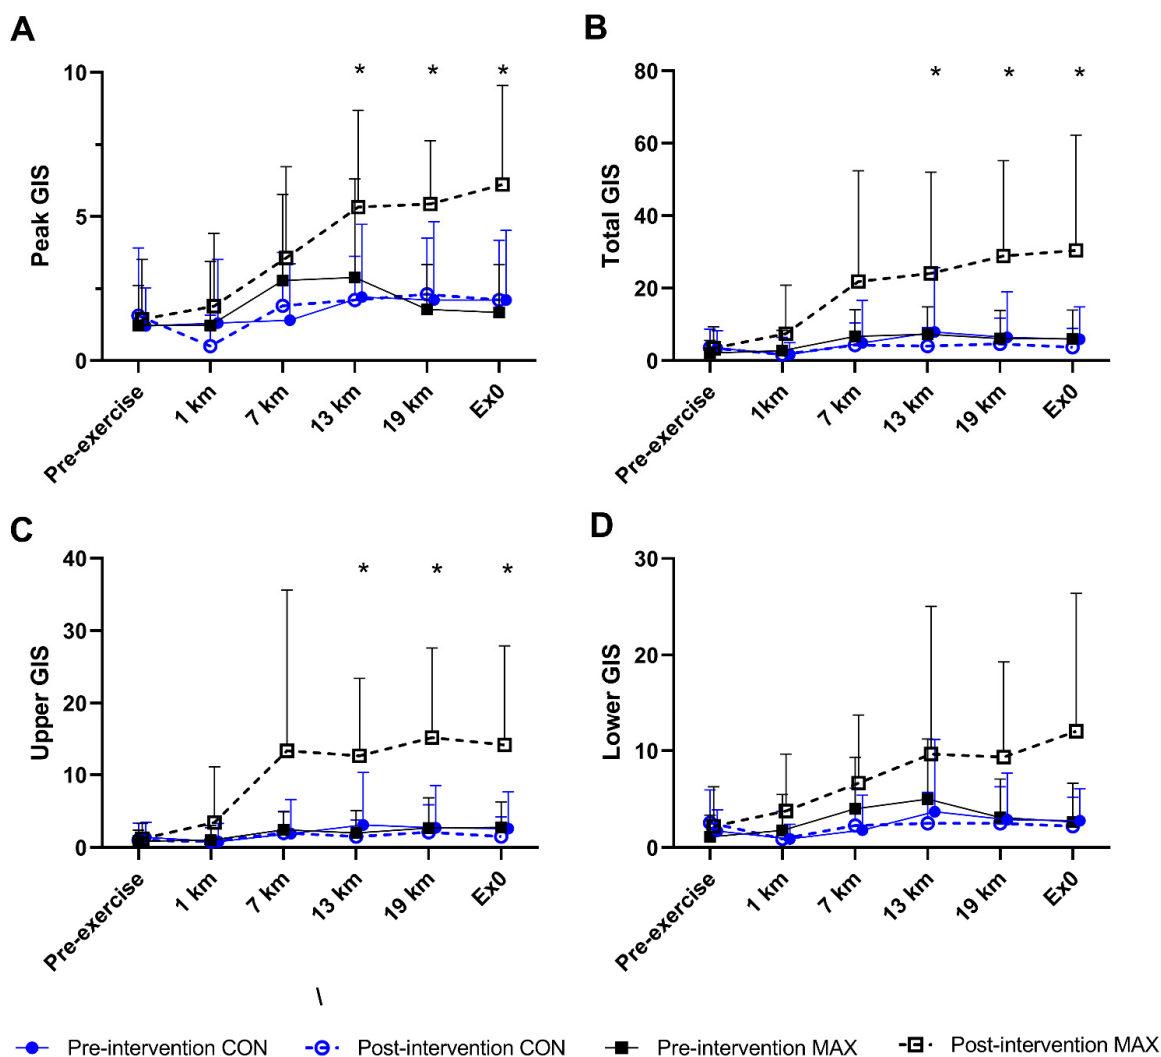 A
Peak GIS
10
5
0
* * *
Pre-exercise
1 km
7 km
13 km
19 km
Ex0
B
Total GIS
80
60
40
20
0
* * *
Pre-exercise
1km
7 km
13 km
19 km
Ex0
C
Upper GIS
40
30
20
10
0
* * *
Pre-exercise
1 km
7 km
13 km
19 km
Ex0
D
Lower GIS
30
20
10
0
Pre-exercise
1 km
7 km
13 km
19 km
Ex0
\
Pre-intervention CON
Post-intervention CON
Pre-intervention MAX
Post-intervention MAX